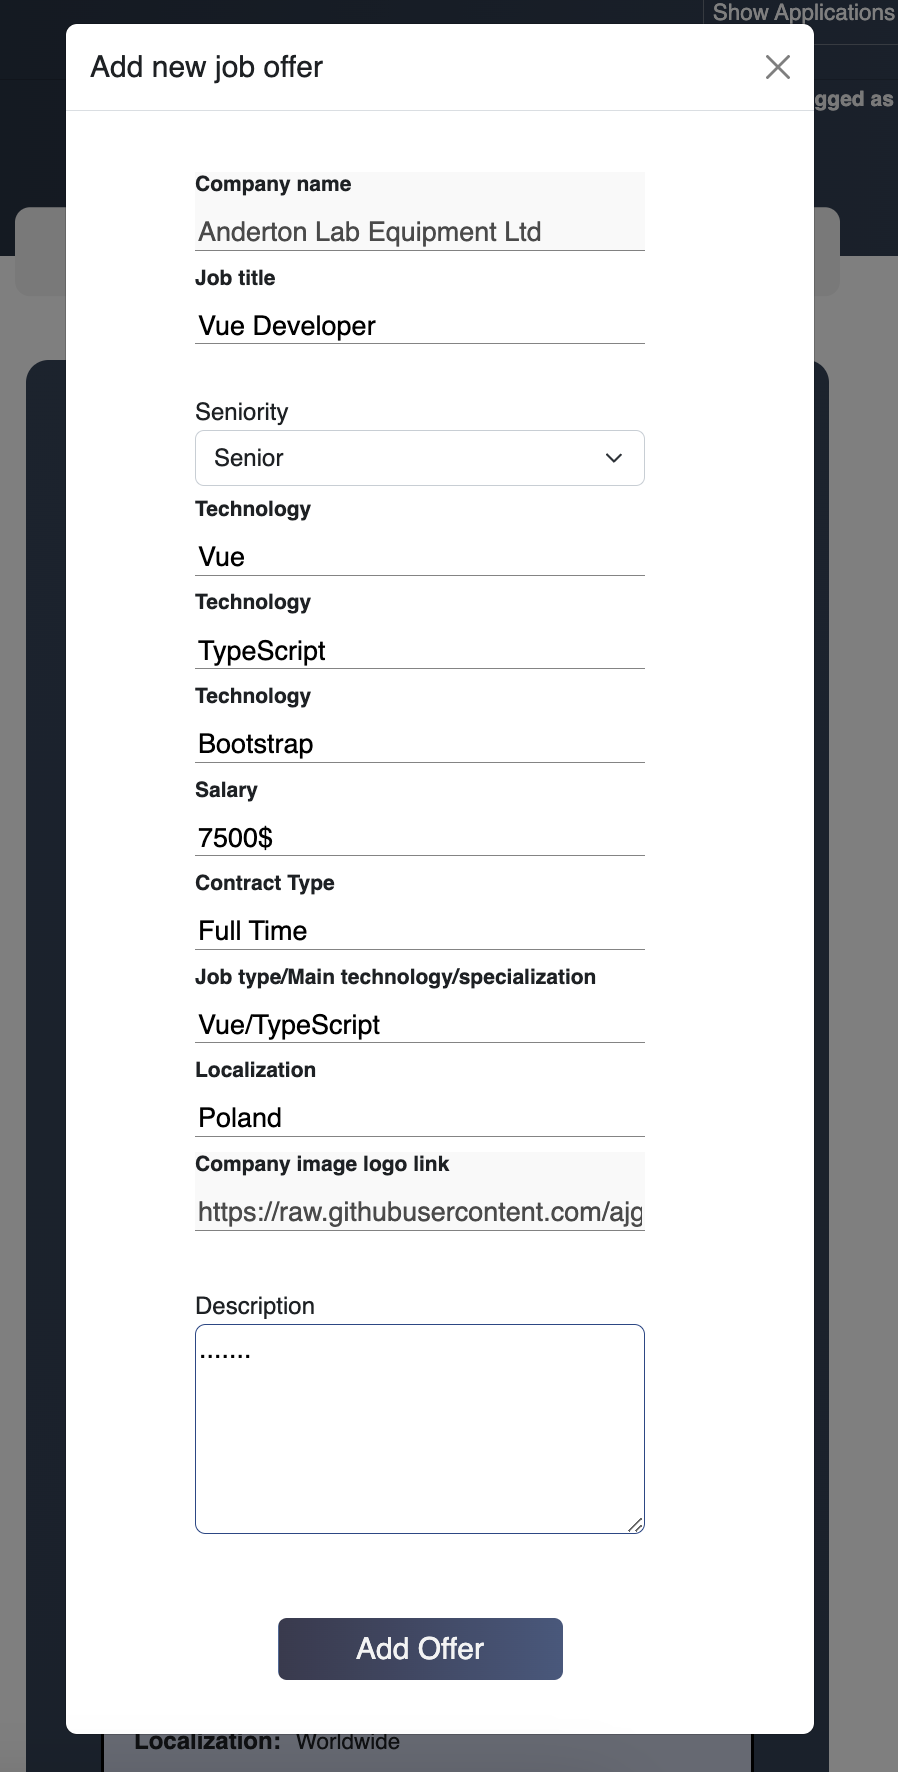 Show Applications
Add new job offer
gged as
Company name
Anderton Lab Equipment Ltd
Job title
Vue Developer
Seniority
Senior
Technology
Vue
Technology
TypeScript
Technology
Bootstrap
Salary
7500$
Contract Type
Full Time
Job type/Main technology/specialization
Vue/TypeScript
Localization
Poland
Company image logo link
https://raw.githubusercontent.com/ajg
Description
.......
Add Offer
Localization: Worldwide